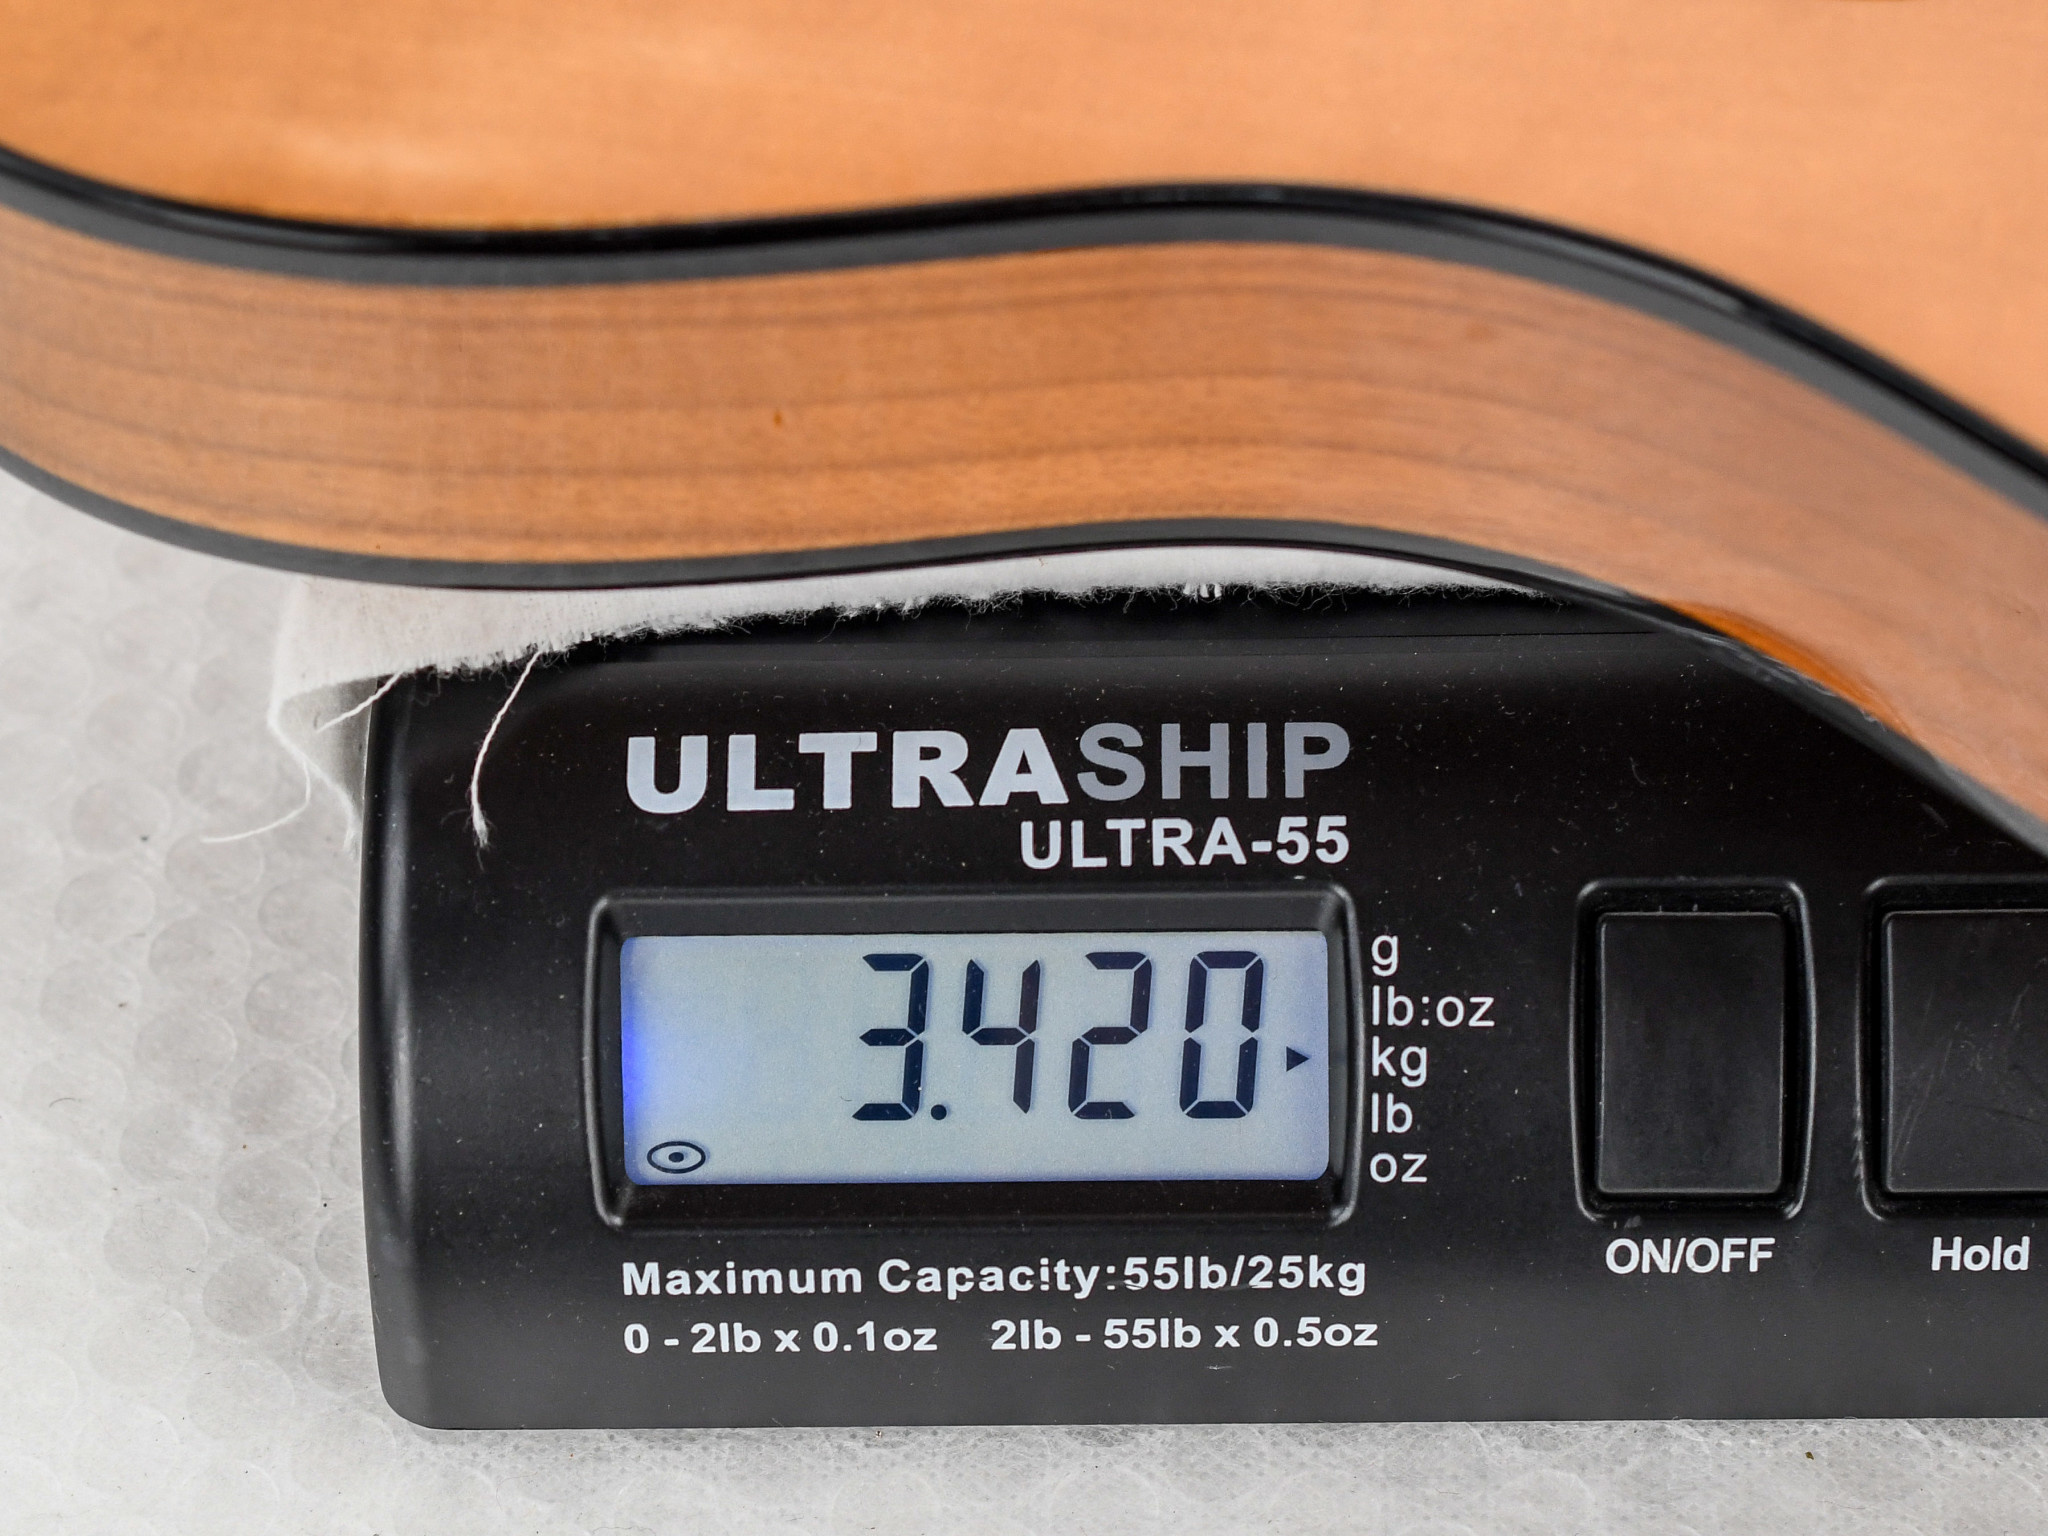 ULTRASHIP
ULTRA-55
3.420
g
lb:oz
kg
lb
oz
ON/OFF
Hold
Maximum Capacity:55lb/25kg
0 - 2lb x 0.1oz 2lb - 55lb x 0.5oz